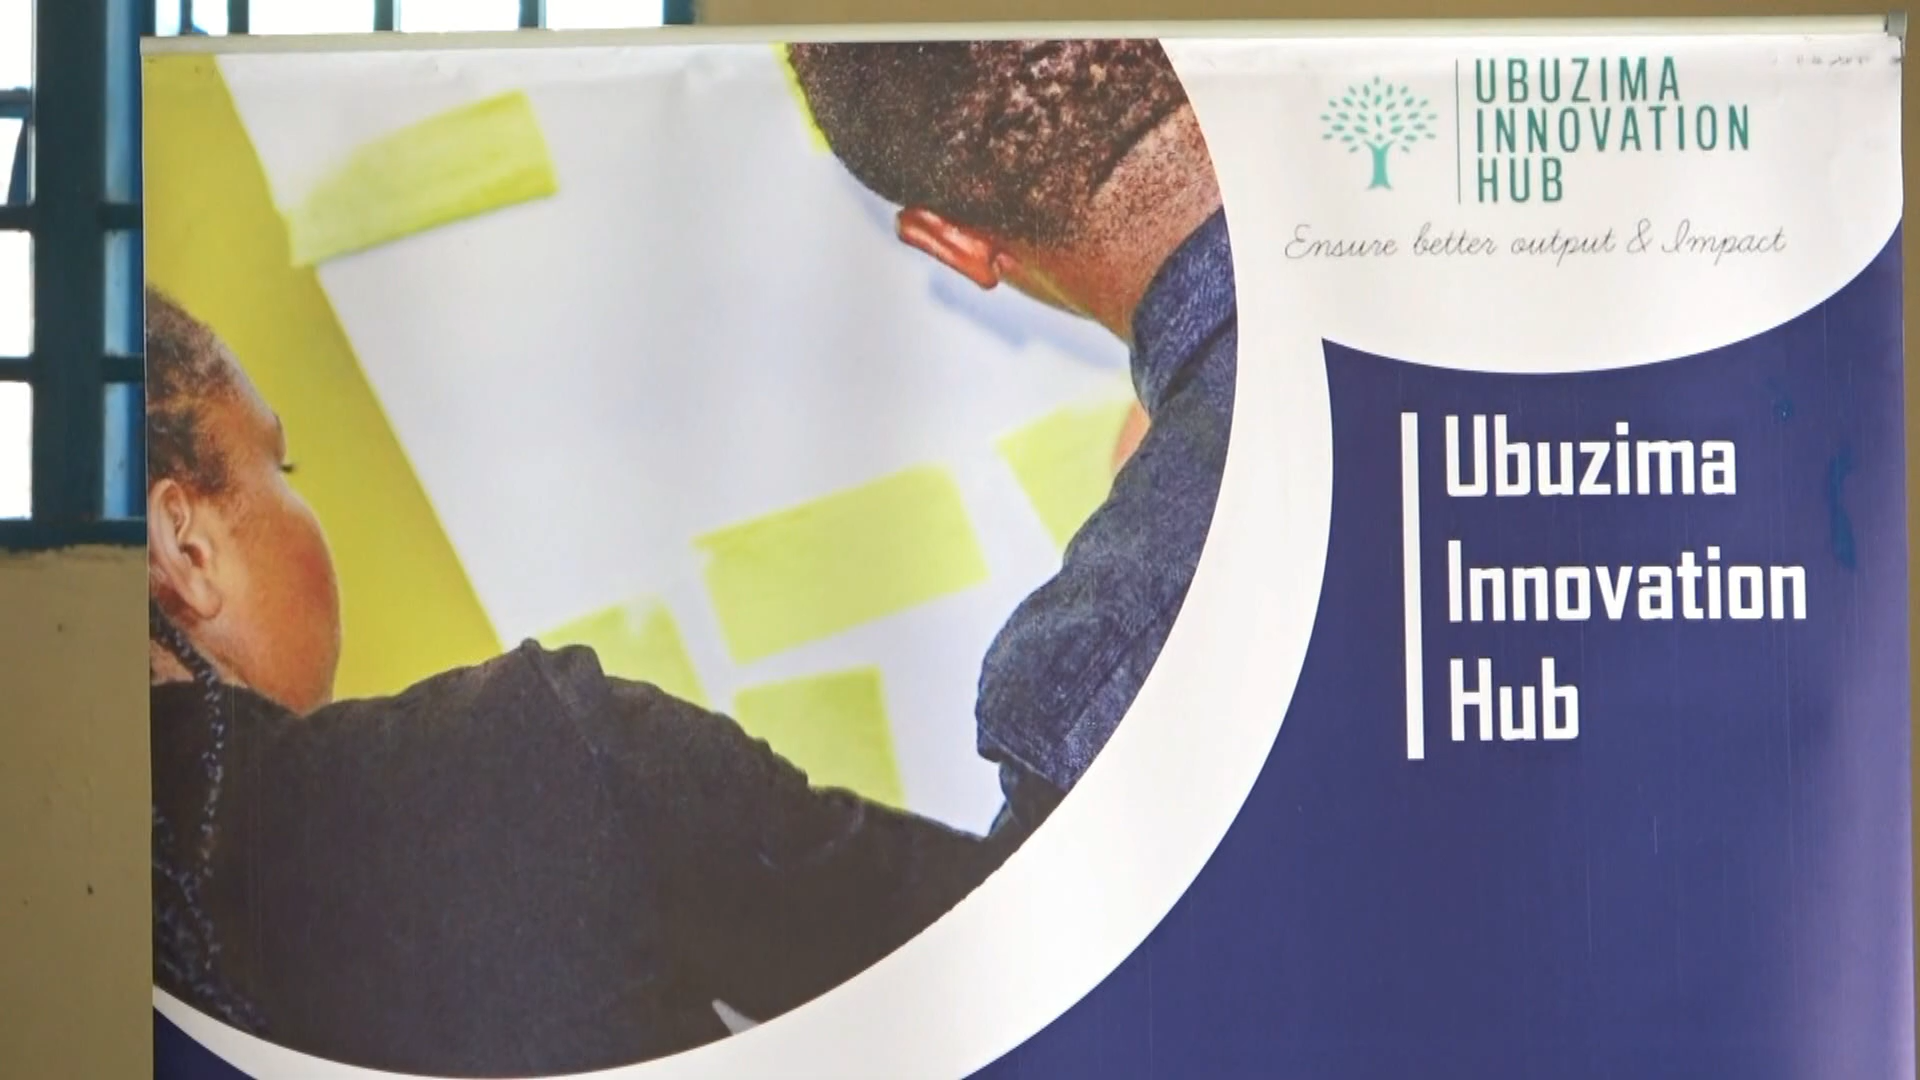 UBUZIMA
INNOVATION
HUB
Ensure better output & Impact
Ubuzima
Innovation
Hub